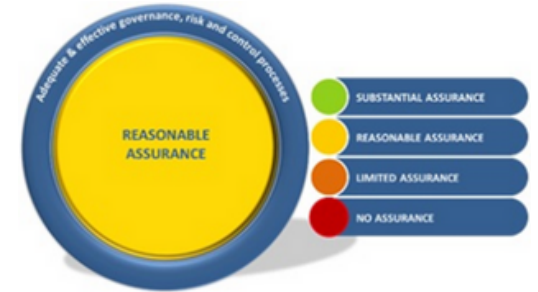 Adequate & effective governance, risk and control processes
REASONABLE
ASSURANCE
SUBSTANTIAL ASSURANCE
REASONABLE ASSURANCE
LIMITED ASSURANCE
NO ASSURANCE